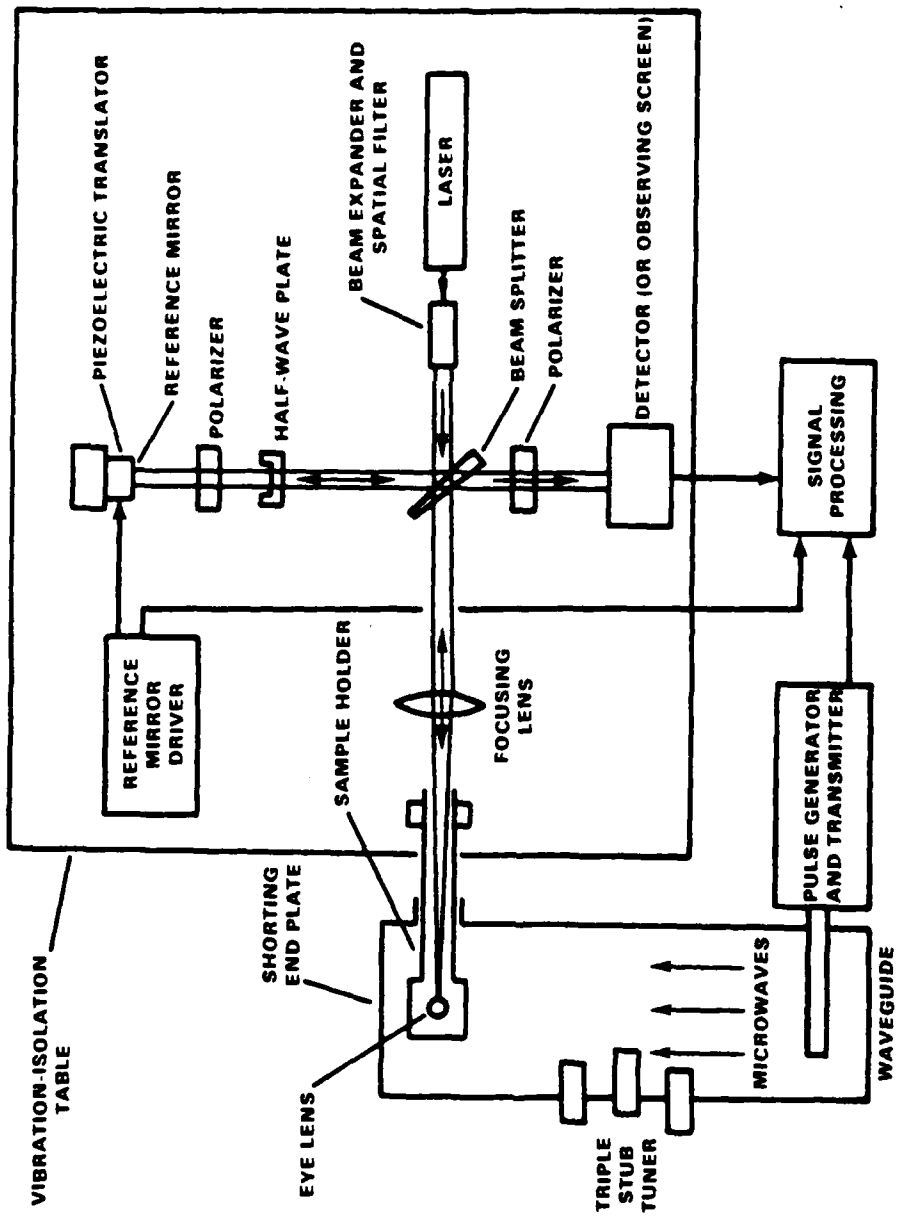 VIBRATION-ISOLATION
TABLE
PIEZOELECTRIC TRANSLATOR
REFERENCE MIRROR
POLARIZER
HALF-WAVE PLATE
BEAM EXPANDER AND
SPATIAL FILTER
LASER
REFERENCE
MIRROR
DRIVER
SAMPLE HOLDER
SHORTING
END PLATE
EYE LENS
FOCUSING
LENS
BEAM SPLITTER
POLARIZER
DETECTOR (OR OBSERVING SCREEN)
TRIPLE
STUB
TUNER
MICROWAVES
WAVEGUIDE
PULSE GENERATOR
AND TRANSMITTER
SIGNAL
PROCESSING